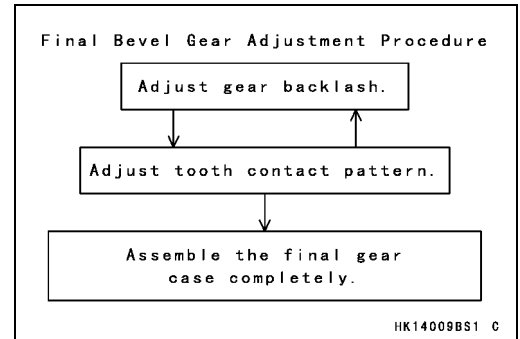 Final Bevel Gear Adjustment Procedure
Adjust gear backlash.
Adjust tooth contact pattern.
Assemble the final gear
case completely.
HK14009BS1 C